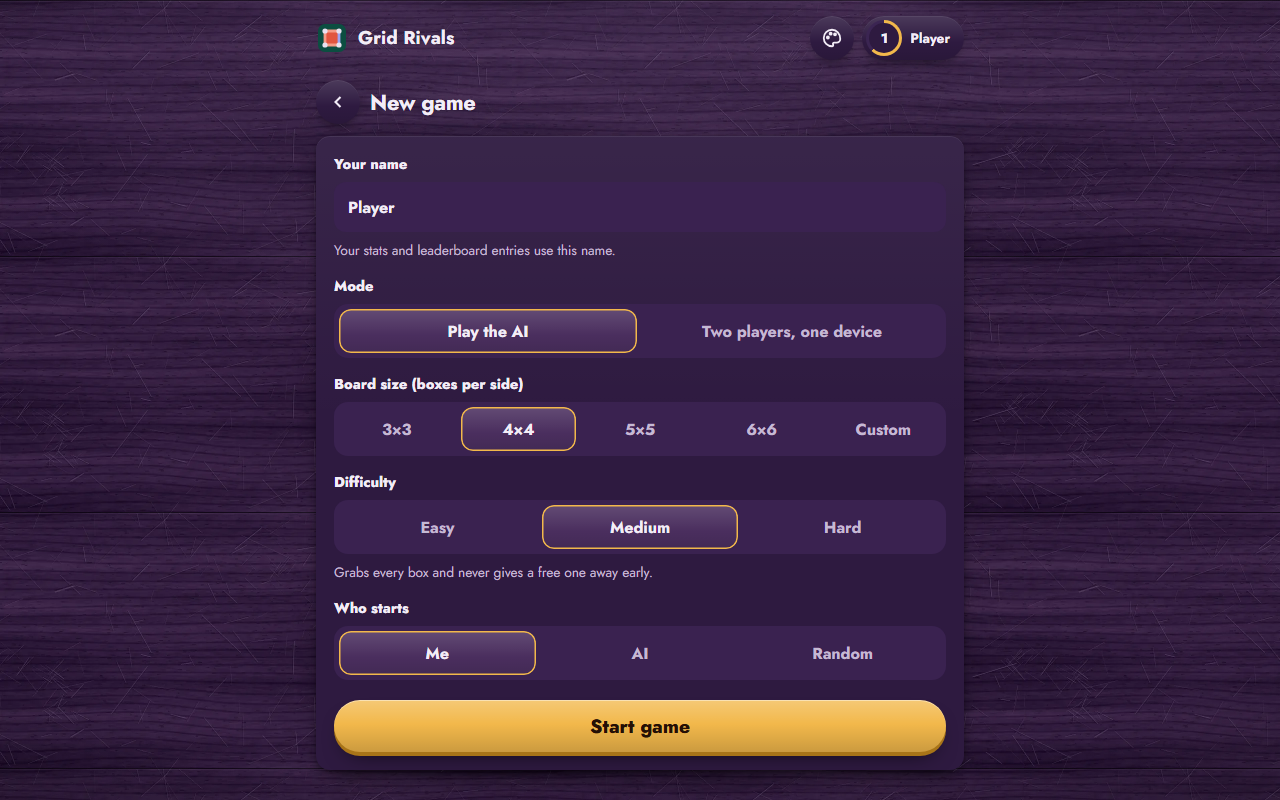 Grid Rivals
1 Player
New game
Your name
Player
Your stats and leaderboard entries use this name.
Mode
Play the AI Two players, one device
Board size (boxes per side)
3×3 4×4 5×5 6×6 Custom
Difficulty
Easy Medium Hard
Grabs every box and never gives a free one away early.
Who starts
Me AI Random
Start game